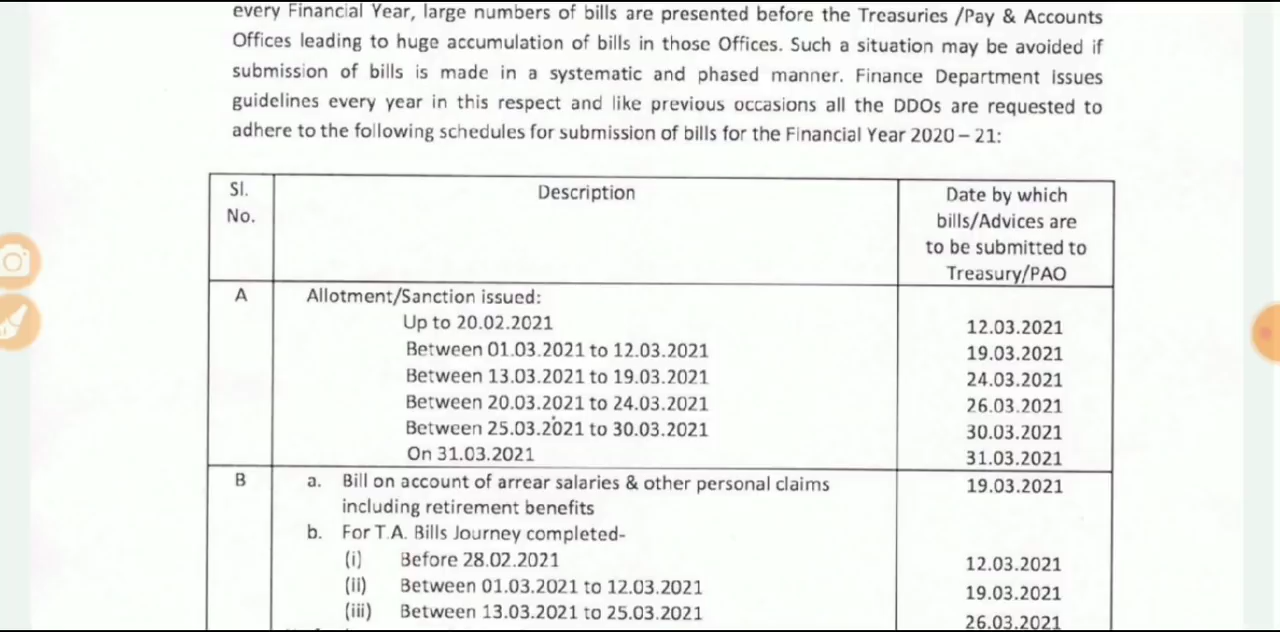 every Financial Year, large numbers of bills are presented before the Treasuries /Pay & Accounts
Offices leading to huge accumulation of bills in those Offices. Such a situation may be avoided if
submission of bills is made in a systematic and phased manner. Finance Department Issues
guidelines every year in this respect and like previous occasions all the DDOs are requested to
adhere to the following schedules for submission of bills for the Financial Year 2020 – 21:
Sl. No.
Description
Date by which
bills/Advices are
to be submitted to
Treasury/PAO
A Allotment/Sanction issued:
Up to 20.02.2021 12.03.2021
Between 01.03.2021 to 12.03.2021 19.03.2021
Between 13.03.2021 to 19.03.2021 24.03.2021
Between 20.03.2021 to 24.03.2021 26.03.2021
Between 25.03.2021 to 30.03.2021 30.03.2021
On 31.03.2021 31.03.2021
B a. Bill on account of arrear salaries & other personal claims 19.03.2021
including retirement benefits
b. For T.A. Bills Journey completed-
(i) Before 28.02.2021 12.03.2021
(ii) Between 01.03.2021 to 12.03.2021 19.03.2021
(iii) Between 13.03.2021 to 25.03.2021 26.03.2021